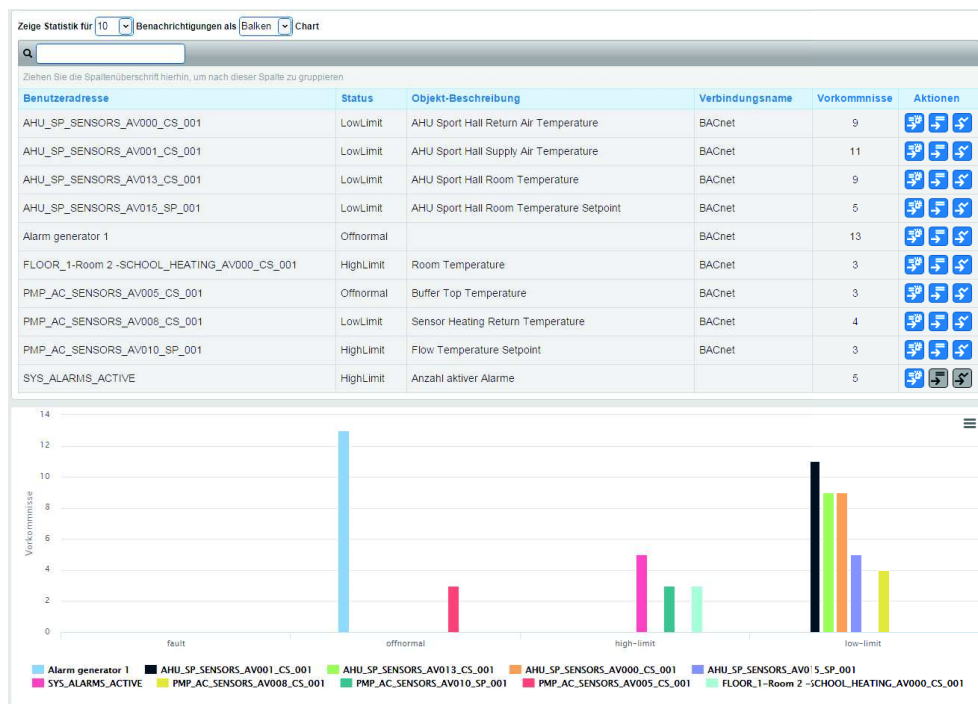 Zeige Statistik für 10 Benachrichtigungen als Balken Chart
Ziehen Sie die Spaltenüberschrift hierhin, um nach dieser Spalte zu gruppieren
Benutzeradresse Status Objekt-Beschreibung Verbindungsname Vorkommnisse Aktionen
AHU_SP_SENSORS_AV000_CS_001 LowLimit AHU Sport Hall Return Air Temperature BACnet 9
AHU_SP_SENSORS_AV001_CS_001 LowLimit AHU Sport Hall Supply Air Temperature BACnet 11
AHU_SP_SENSORS_AV013_CS_001 LowLimit AHU Sport Hall Room Temperature BACnet 9
AHU_SP_SENSORS_AV015_SP_001 LowLimit AHU Sport Hall Room Temperature Setpoint BACnet 5
Alarm generator 1 Offnormal BACnet 13
FLOOR_1-Room 2 -SCHOOL_HEATING_AV000_CS_001 HighLimit Room Temperature BACnet 3
PMP_AC_SENSORS_AV005_CS_001 Offnormal Buffer Top Temperature BACnet 3
PMP_AC_SENSORS_AV008_CS_001 LowLimit Sensor Heating Return Temperature BACnet 4
PMP_AC_SENSORS_AV010_SP_001 HighLimit Flow Temperature Setpoint BACnet 3
SYS_ALARMS_ACTIVE HighLimit Anzahl aktiver Alarme 5
14
12
10
8
6
4
2
0
Vorkommnisse
fault offnormal high-limit low-limit
Alarm generator 1 AHU_SP_SENSORS_AV001_CS_001 AHU_SP_SENSORS_AV013_CS_001 AHU_SP_SENSORS_AV000_CS_001 AHU_SP_SENSORS_AV015_SP_001
SYS_ALARMS_ACTIVE PMP_AC_SENSORS_AV008_CS_001 PMP_AC_SENSORS_AV010_SP_001 PMP_AC_SENSORS_AV005_CS_001 FLOOR_1-Room 2 -SCHOOL_HEATING_AV000_CS_001